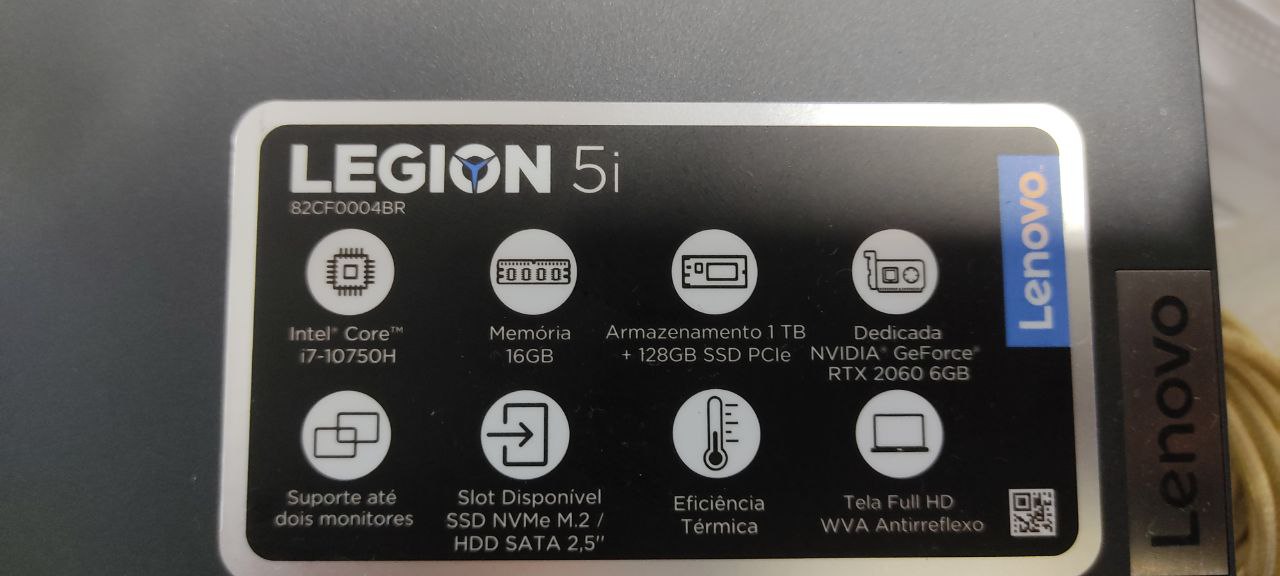 LEGION 5i
82CF0004BR
Lenovo
Intel® Core™
i7-10750H
Memória
16GB
Armazenamento 1 TB
+ 128GB SSD PCIe
Dedicada
NVIDIA® GeForce®
RTX 2060 6GB
Suporte até
dois monitores
Slot Disponível
SSD NVMe M.2 /
HDD SATA 2,5"
Eficiência
Térmica
Tela Full HD
WVA Antirreflexo
Lenovo